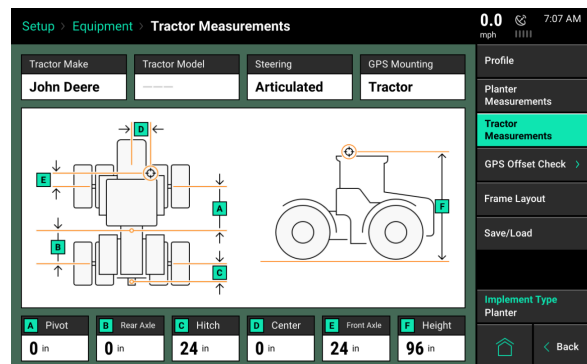 Setup > Equipment > Tractor Measurements
0.0
mph
7:07 AM
Tractor Make
John Deere
Tractor Model
———
Steering
Articulated
GPS Mounting
Tractor
Profile
Planter
Measurements
Tractor
Measurements
GPS Offset Check >
Frame Layout
Save/Load
Implement Type
Planter
< Back
D
E
A
B
C
F
A Pivot
0 in
B Rear Axle
0 in
C Hitch
24 in
D Center
0 in
E Front Axle
24 in
F Height
96 in